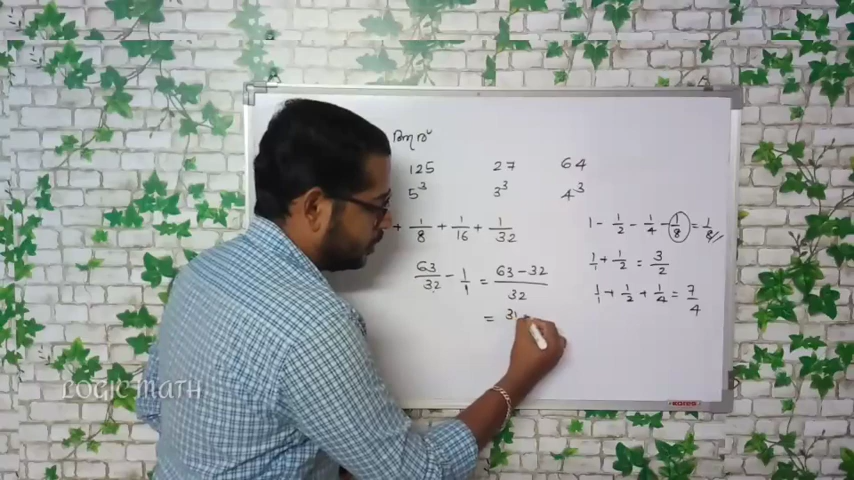 125 27 64
5³ 3³ 4³
+ 1/8 + 1/16 + 1/32
63/32 - 1/1 = 63-32/32
= 31
1 - 1/2 - 1/4 - 1/8 = 1/8
1/1 + 1/2 = 3/2
1/1 + 1/2 + 1/4 = 7/4
LOGIC MATH